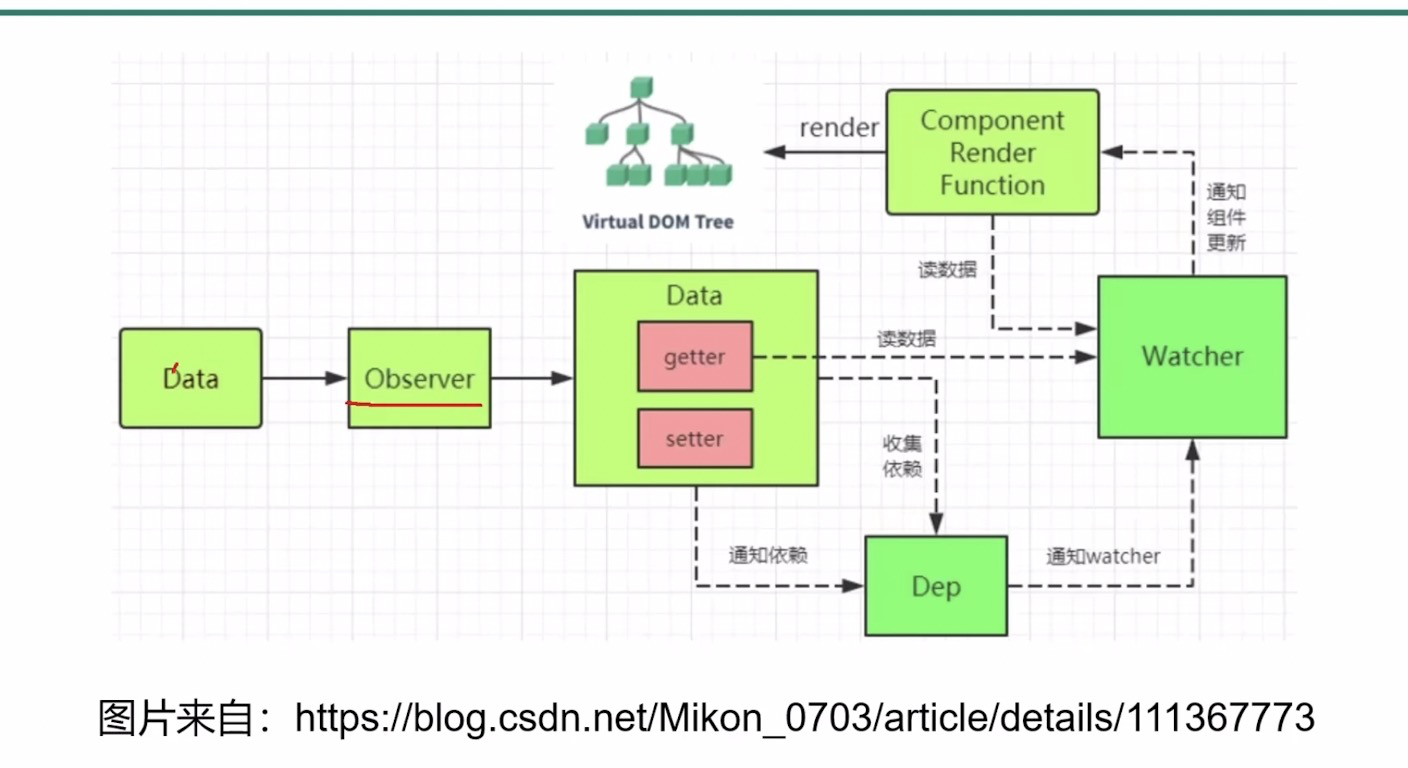 render
Component
Render
Function
Virtual DOM Tree
通知
组件
更新
读数据
Data
getter
setter
读数据
Watcher
Data
Observer
收集
依赖
通知依赖
Dep
通知watcher
图片来自：https://blog.csdn.net/Mikon_0703/article/details/111367773